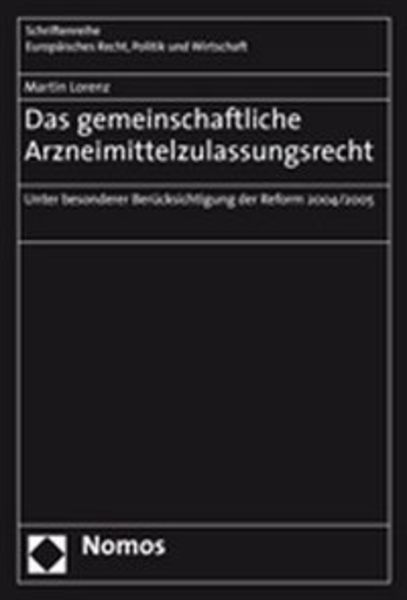 Schriftenreihe
Europäisches Recht, Politik und Wirtschaft
Martin Lorenz
Das gemeinschaftliche
Arzneimittelzulassungsrecht
Unter besonderer Berücksichtigung der Reform 2004/2005
Nomos